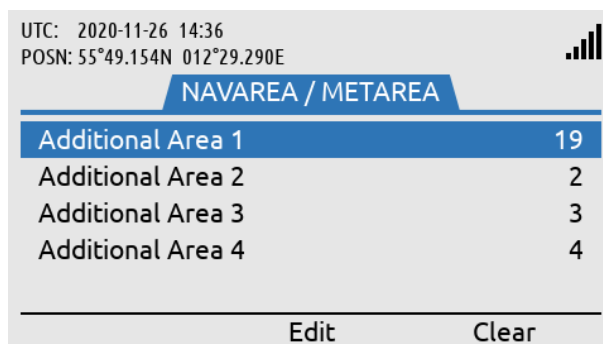 UTC: 2020-11-26 14:36
POSN: 55°49.154N 012°29.290E
NAVAREA / METAREA
Additional Area 1 19
Additional Area 2 2
Additional Area 3 3
Additional Area 4 4
Edit Clear